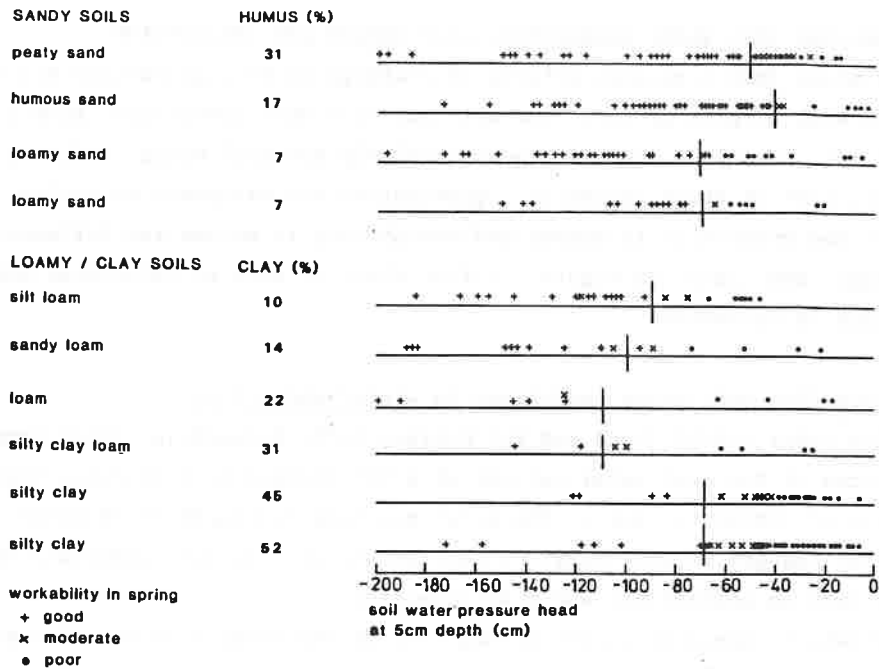 SANDY SOILS HUMUS (%)
peaty sand 31
humous sand 17
loamy sand 7
loamy sand 7
LOAMY / CLAY SOILS CLAY (%)
silt loam 10
sandy loam 14
loam 22
silty clay loam 31
silty clay 45
silty clay 52
-200 -180 -160 -140 -120 -100 -80 -60 -40 -20 0
workability in spring
+ good
× moderate
• poor
soil water pressure head
at 5cm depth (cm)